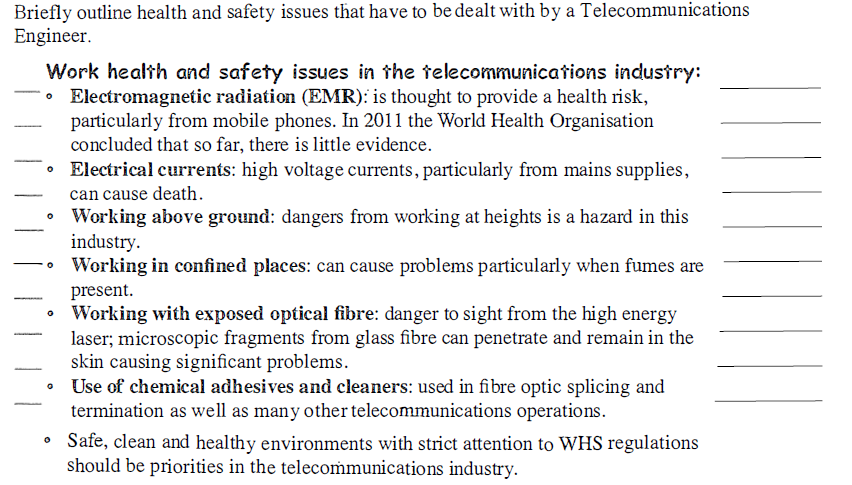 Briefly outline health and safety issues that have to be dealt with by a Telecommunications
Engineer.
Work health and safety issues in the telecommunications industry:
° Electromagnetic radiation (EMR): is thought to provide a health risk,
particularly from mobile phones. In 2011 the World Health Organisation
concluded that so far, there is little evidence.
° Electrical currents: high voltage currents, particularly from mains supplies,
can cause death.
° Working above ground: dangers from working at heights is a hazard in this
industry.
° Working in confined places: can cause problems particularly when fumes are
present.
° Working with exposed optical fibre: danger to sight from the high energy
laser; microscopic fragments from glass fibre can penetrate and remain in the
skin causing significant problems.
° Use of chemical adhesives and cleaners: used in fibre optic splicing and
termination as well as many other telecommunications operations.
° Safe, clean and healthy environments with strict attention to WHS regulations
should be priorities in the telecommunications industry.